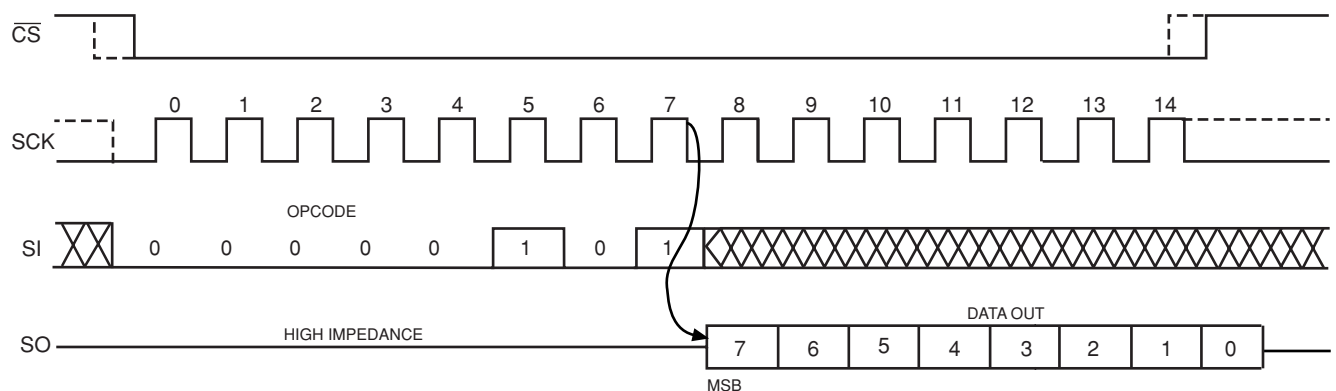 CS
0 1 2 3 4 5 6 7 8 9 10 11 12 13 14
SCK
OPCODE
SI 0 0 0 0 0 1 0 1
HIGH IMPEDANCE
DATA OUT
SO 7 6 5 4 3 2 1 0
MSB